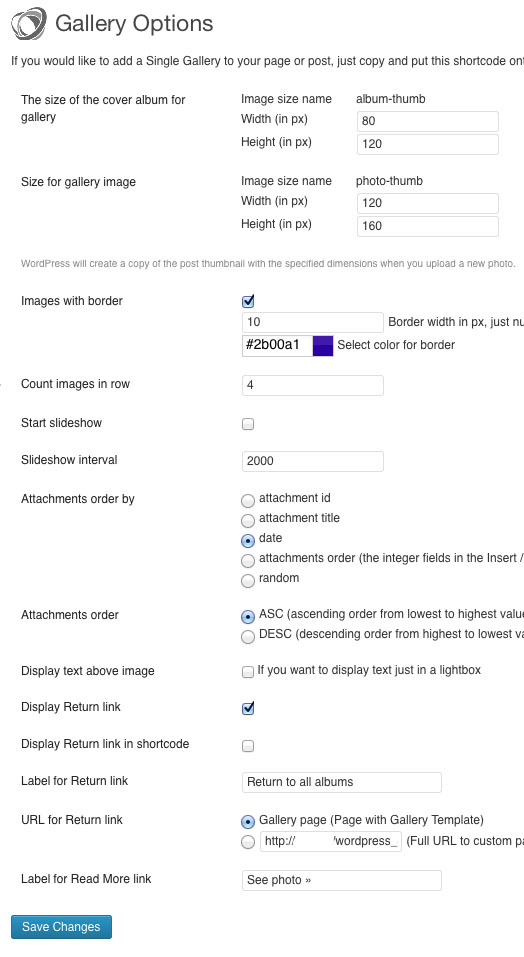 Gallery Options
If you would like to add a Single Gallery to your page or post, just copy and put this shortcode
The size of the cover album for gallery
Image size name album-thumb
Width (in px) 80
Height (in px) 120
Size for gallery image
Image size name photo-thumb
Width (in px) 120
Height (in px) 160
WordPress will create a copy of the post thumbnail with the specified dimensions when you upload a new photo.
Images with border
10 Border width in px, just
#2b00a1 Select color for border
Count images in row 4
Start slideshow
Slideshow interval 2000
Attachments order by attachment id
attachment title
date
attachments order (the integer fields in the Insert /
random
Attachments order ASC (ascending order from lowest to highest
DESC (descending order from highest to lowest
Display text above image If you want to display text just in a lightbox
Display Return link
Display Return link in shortcode
Label for Return link Return to all albums
URL for Return link Gallery page (Page with Gallery Template)
http:// /wordpress_ (Full URL to custom
Label for Read More link See photo »
Save Changes